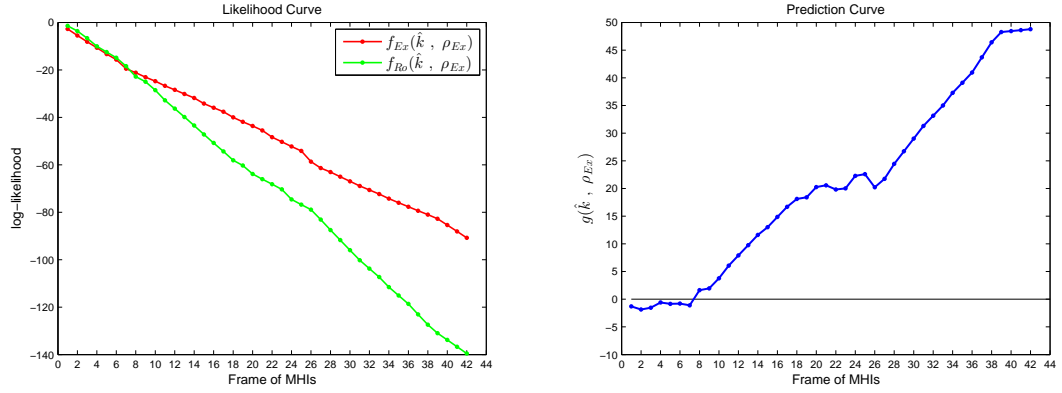 Likelihood Curve
0
−20
−40
−60
−80
−100
−120
−140
log−likelihood
f_{Ex}(k̂ , ρ_{Ex})
f_{Ro}(k̂ , ρ_{Ex})
0 2 4 6 8 10 12 14 16 18 20 22 24 26 28 30 32 34 36 38 40 42 44
Frame of MHIs
Prediction Curve
50
45
40
35
30
25
20
15
10
5
0
−5
−10
g(k̂ , ρ_{Ex})
0 2 4 6 8 10 12 14 16 18 20 22 24 26 28 30 32 34 36 38 40 42 44
Frame of MHIs